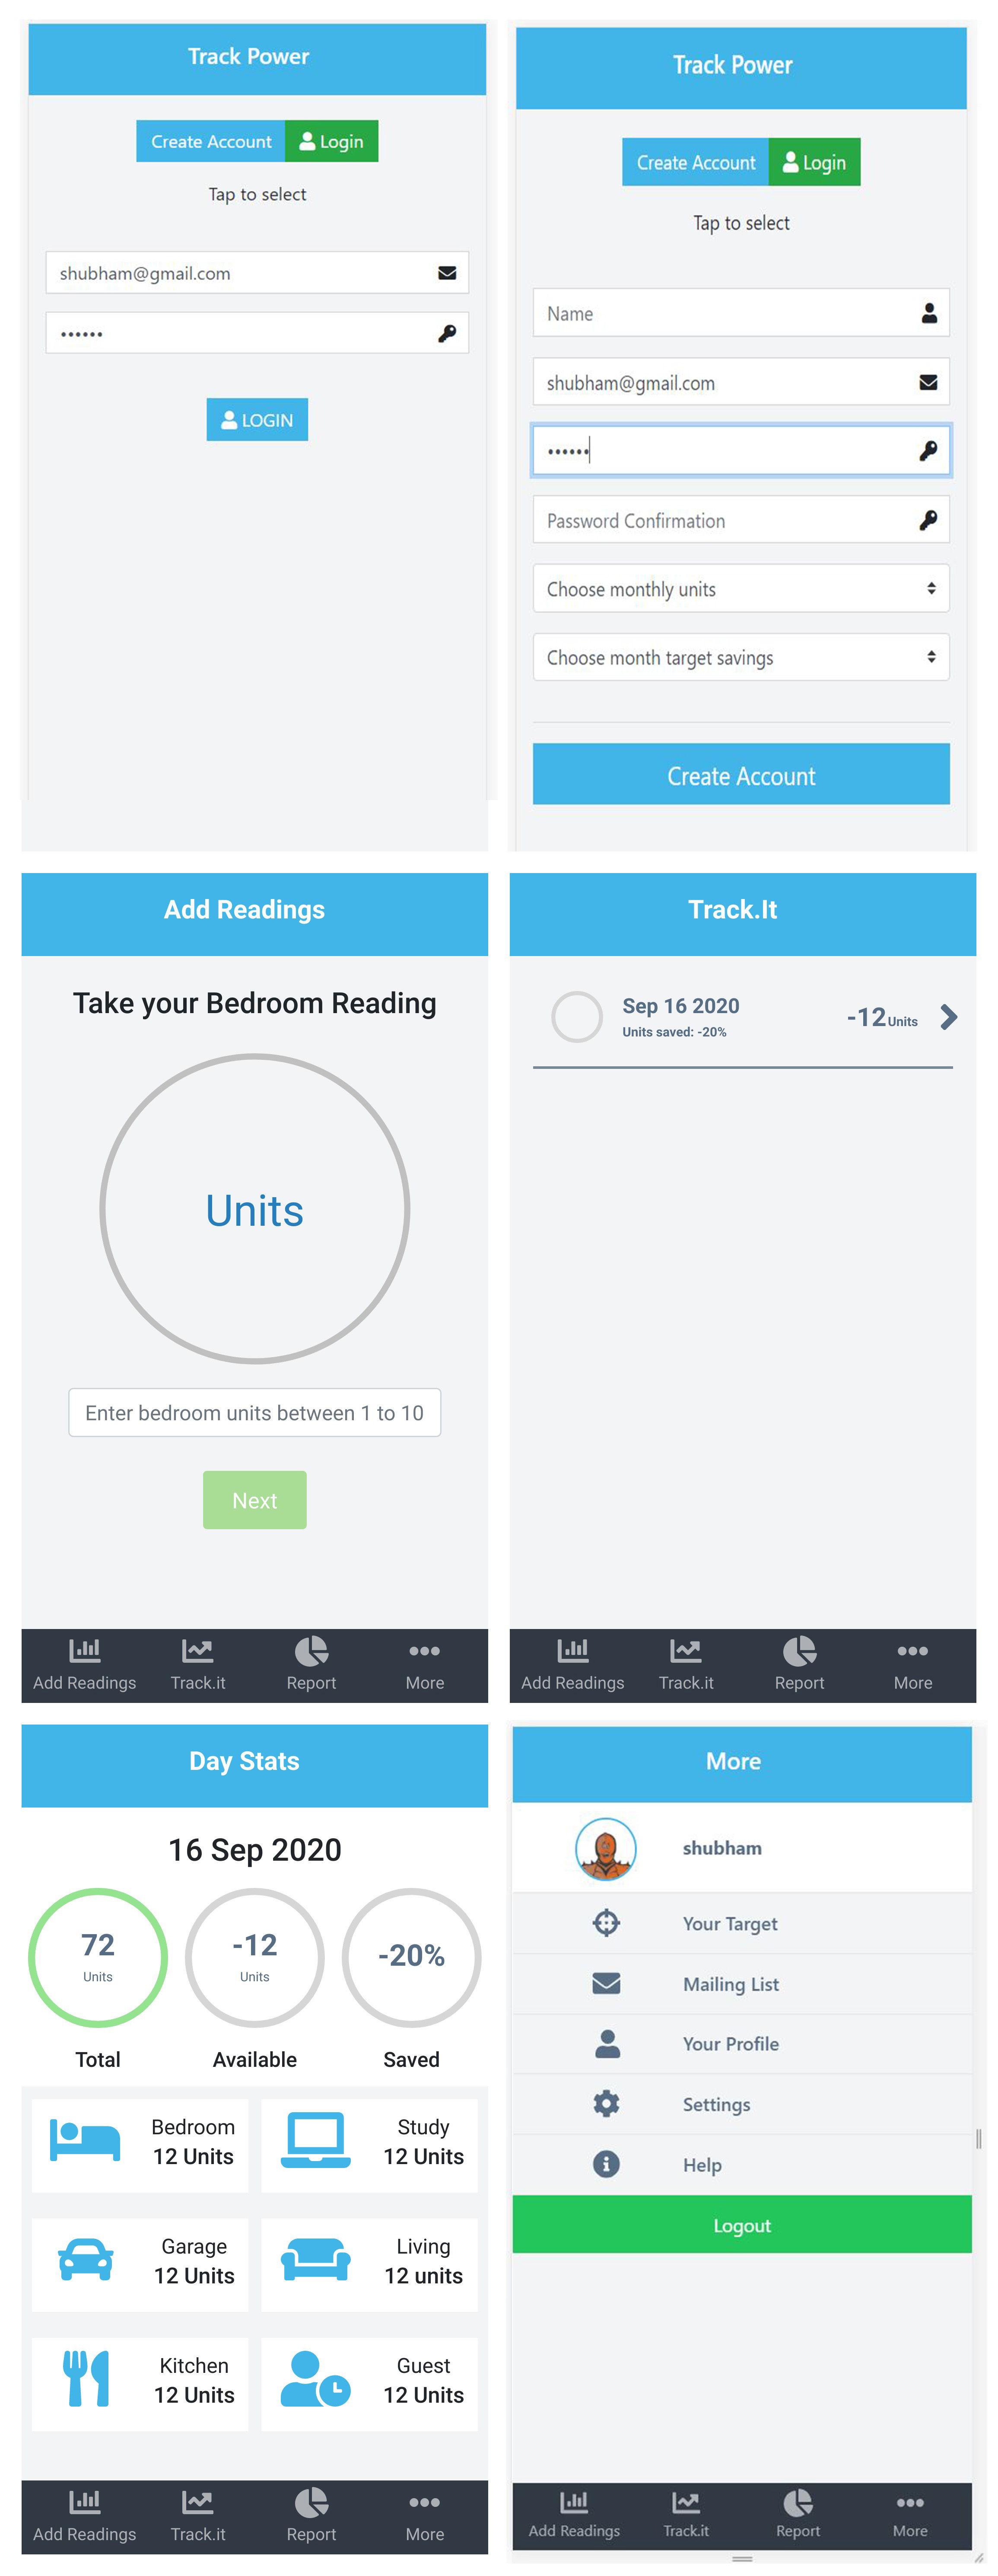 Track Power
Create Account
Login
Tap to select
shubham@gmail.com
••••••
LOGIN
Track Power
Create Account
Login
Tap to select
Name
shubham@gmail.com
••••••
Password Confirmation
Choose monthly units
Choose month target savings
Create Account
Add Readings
Take your Bedroom Reading
Units
Enter bedroom units between 1 to 10
Next
Add Readings Track.it Report More
Track.It
Sep 16 2020
Units saved: -20%
-12 Units
Add Readings Track.it Report More
Day Stats
16 Sep 2020
72
Units
-12
Units
-20%
Total Available Saved
Bedroom
12 Units
Study
12 Units
Garage
12 Units
Living
12 units
Kitchen
12 Units
Guest
12 Units
Add Readings Track.it Report More
More
shubham
Your Target
Mailing List
Your Profile
Settings
Help
Logout
Add Readings Track.it Report More